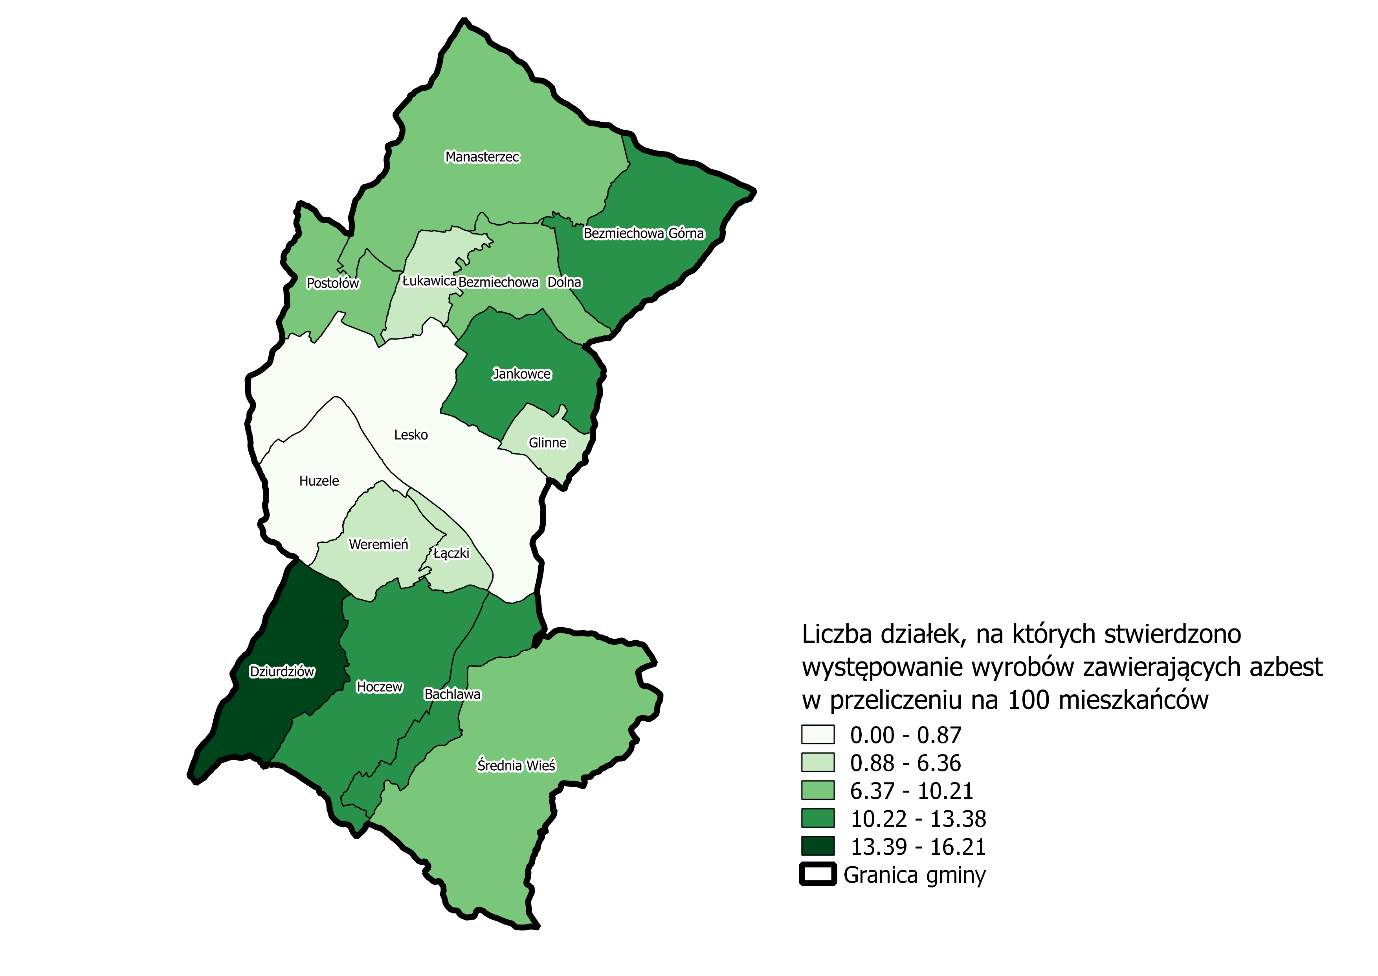 Manasterzec
Bezmiechowa Górna
Postołów
Łukawica
Bezmiechowa Dolna
Jankowce
Lesko
Glinne
Huzele
Weremień
Łączki
Dziurdziów
Hoczew
Bachlawa
Średnia Wieś
Liczba działek, na których stwierdzono
występowanie wyrobów zawierających azbest
w przeliczeniu na 100 mieszkańców
0.00 - 0.87
0.88 - 6.36
6.37 - 10.21
10.22 - 13.38
13.39 - 16.21
Granica gminy